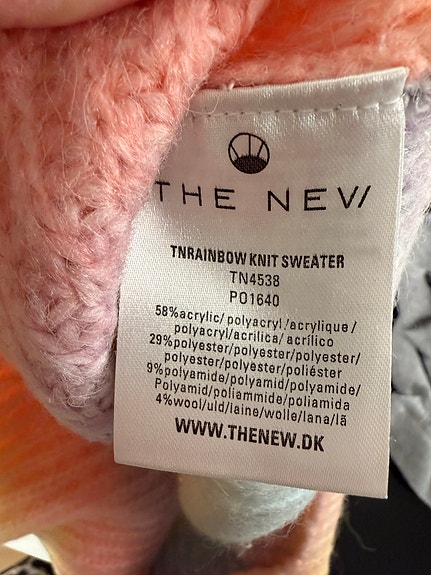 THE NEW
TNRAINBOW KNIT SWEATER
TN4538
PO1640
58%acrylic/ polyacryl /acrylique/
polyacryl/acrilica/ acrílico
29%polyester/polyester/polyester/
polyester/polyester/poliéster
9%polyamide/polyamid/polyamide/
Polyamid/poliammide/poliamida
4%wool/uld/laine/wolle/lana/lã
WWW.THENEW.DK